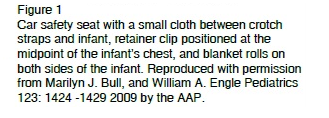 Figure 1
Car safety seat with a small cloth between crotch
straps and infant, retainer clip positioned at the
midpoint of the infant's chest, and blanket rolls on
both sides of the infant. Reproduced with permission
from Marilyn J. Bull, and William A. Engle Pediatrics
123: 1424 -1429 2009 by the AAP.